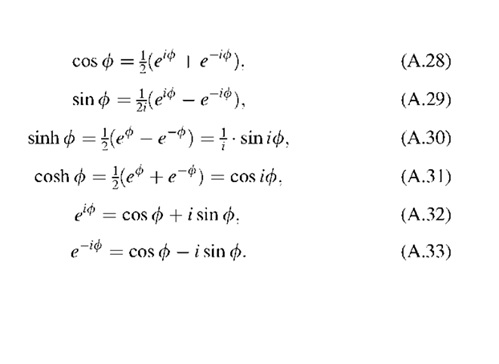 cos ϕ = ½(e^{iϕ} + e^{−iϕ}), (A.28)
sin ϕ = 1/2i (e^{iϕ} − e^{−iϕ}), (A.29)
sinh ϕ = ½(e^ϕ − e^{−ϕ}) = 1/i · sin iϕ, (A.30)
cosh ϕ = ½(e^ϕ + e^{−ϕ}) = cos iϕ, (A.31)
e^{iϕ} = cos ϕ + i sin ϕ, (A.32)
e^{−iϕ} = cos ϕ − i sin ϕ. (A.33)